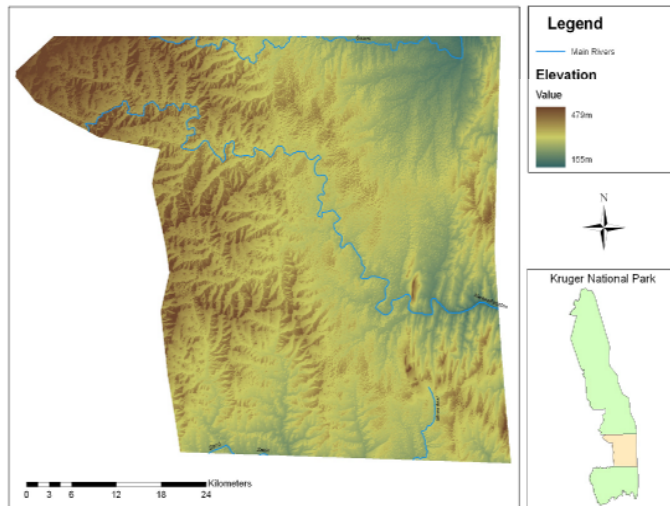 Legend
Main Rivers
Elevation
Value
479m
155m
N
Kruger National Park
Kilometers
0 3 6 12 18 24